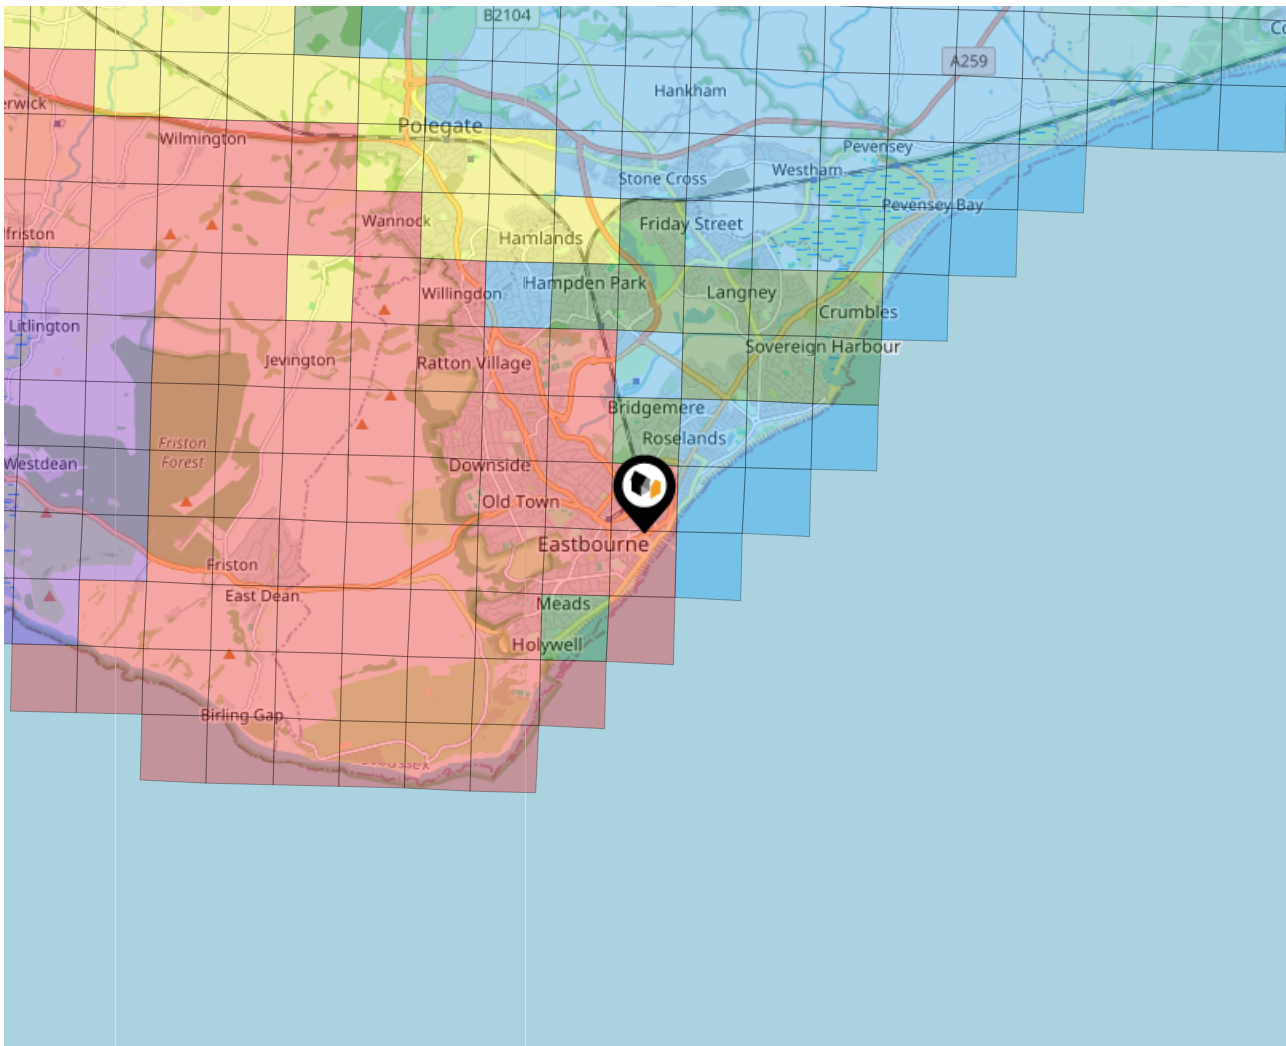 B2104
Co
A259
Hankham
erwick
Polegate
Wilmington
Pevensey
Westham
Stone Cross
Pevensey Bay
Wannock
Friday Street
lfriston
Hamlands
Hampden Park
Willingdon
Langney
Crumbles
Litlington
Sovereign Harbour
Jevington
Ratton Village
Bridgemere
Roselands
Friston
Forest
Westdean
Downside
Old Town
Eastbourne
Friston
East Dean
Meads
Holywell
Birling Gap